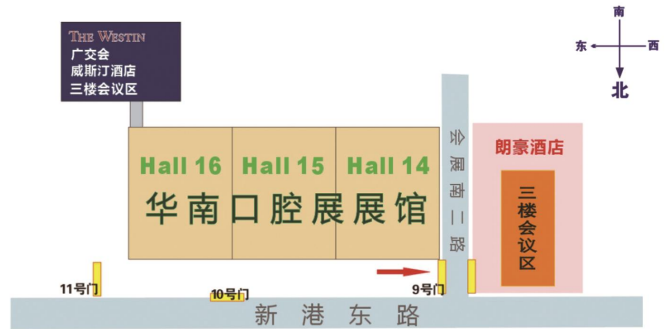 THE WESTIN
广交会
威斯汀酒店
三楼会议区
南
东
西
北
Hall 16
Hall 15
Hall 14
华南口腔展展馆
会展南二路
朗豪酒店
三楼会议区
11号门
10号门
9号门
新港东路